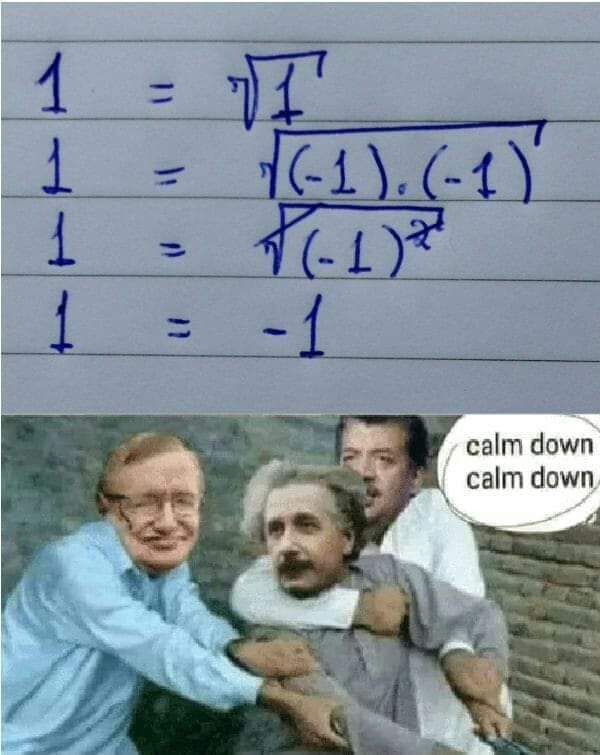 1 = √1
1 = √(-1).(-1)
1 = √(-1)²
1 = -1
calm down
calm down